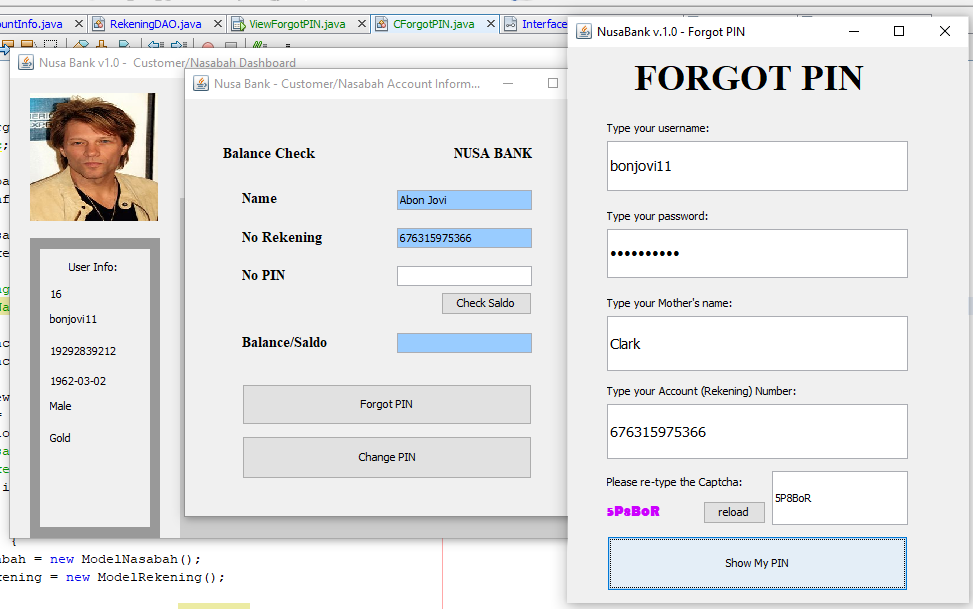 ountInfo.java
RekeningDAO.java
ViewForgotPIN.java
CForgotPIN.java
Interface
Nusa Bank v1.0 - Customer/Nasabah Dashboard
User Info:
16
bonjovi11
19292839212
1962-03-02
Male
Gold
Nusa Bank - Customer/Nasabah Account Inform...
Balance Check
NUSA BANK
Name
Abon Jovi
No Rekening
676315975366
No PIN
Check Saldo
Balance/Saldo
Forgot PIN
Change PIN
NusaBank v.1.0 - Forgot PIN
FORGOT PIN
Type your username:
bonjovi11
Type your password:
Type your Mother's name:
Clark
Type your Account (Rekening) Number:
676315975366
Please re-type the Captcha:
5P8BoR
reload
5P8BoR
Show My PIN
{
abah = new ModelNasabah();
kening = new ModelRekening();